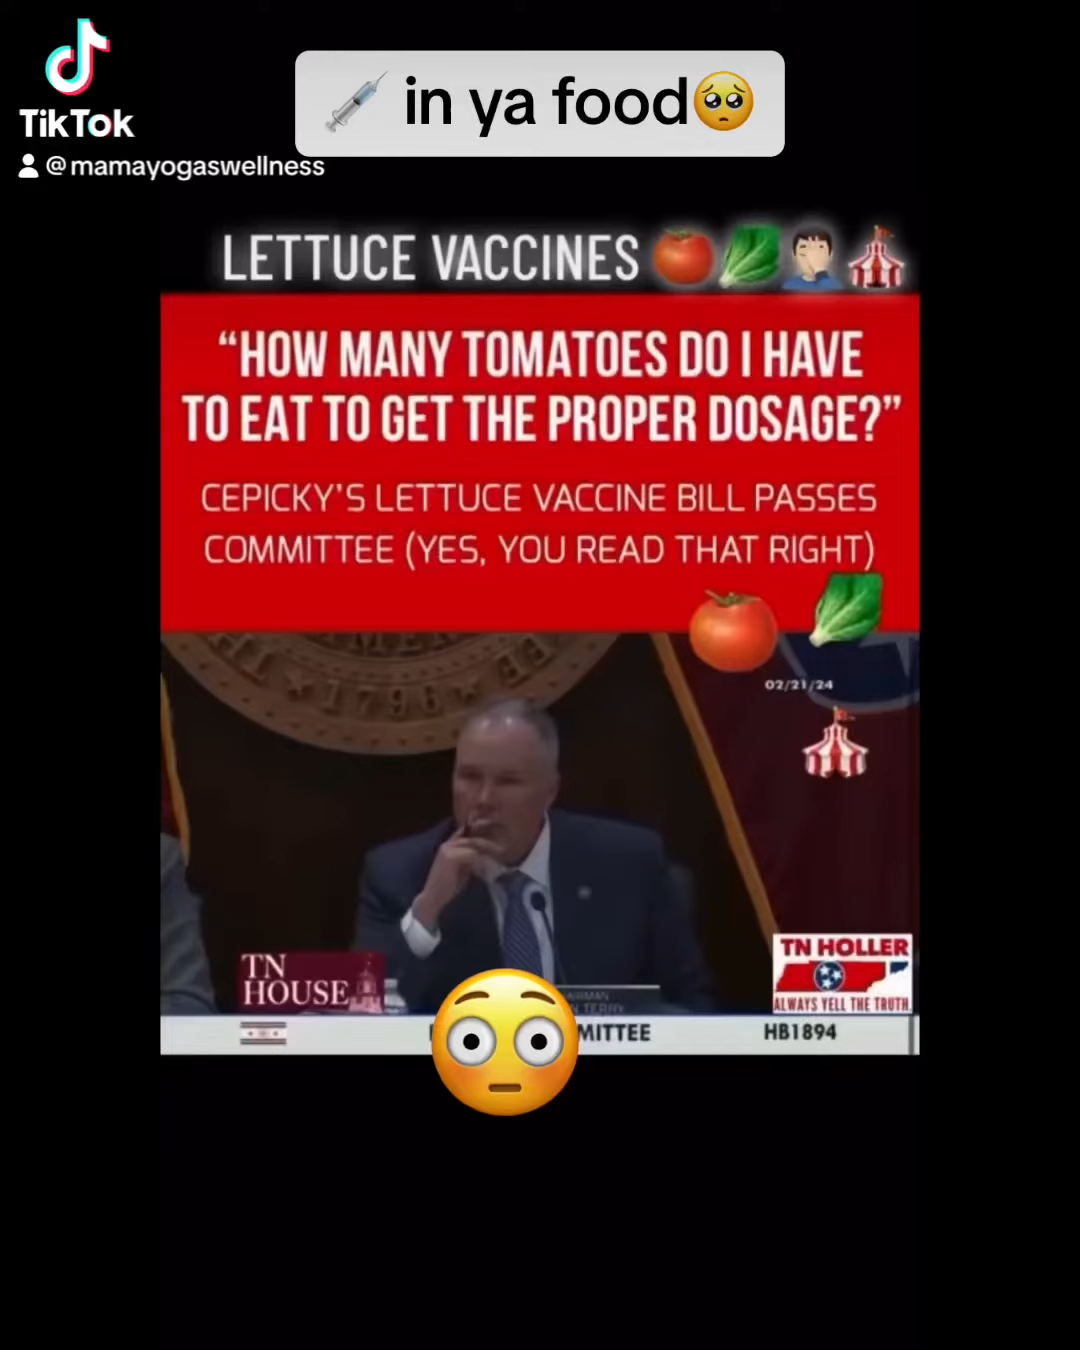 TikTok
@mamayogaswellness
in ya food
LETTUCE VACCINES
“HOW MANY TOMATOES DO I HAVE
TO EAT TO GET THE PROPER DOSAGE?”
CEPICKY'S LETTUCE VACCINE BILL PASSES
COMMITTEE (YES, YOU READ THAT RIGHT)
02/21/24
1796
TN
HOUSE
TERRY
TN HOLLER
ALWAYS YELL THE TRUTH
MITTEE
HB1894